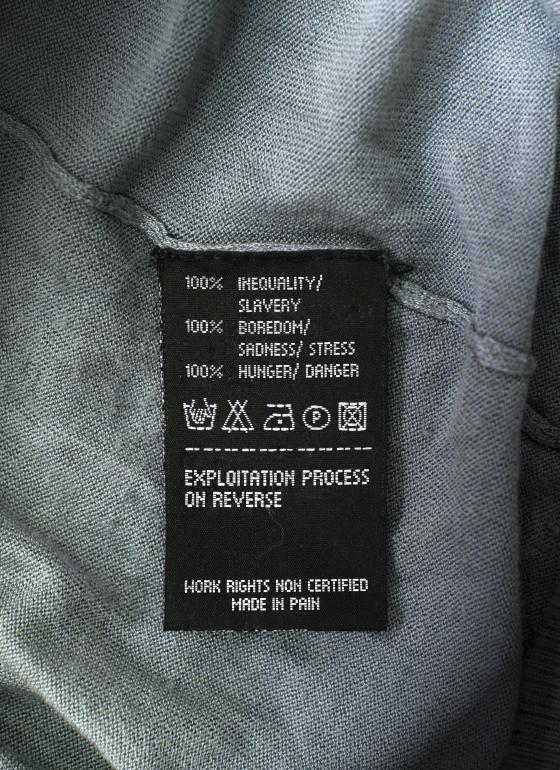 100% INEQUALITY/
SLAVERY
100% BOREDOM/
SADNESS/ STRESS
100% HUNGER/ DANGER
P
EXPLOITATION PROCESS
ON REVERSE
WORK RIGHTS NON CERTIFIED
MADE IN PAIN